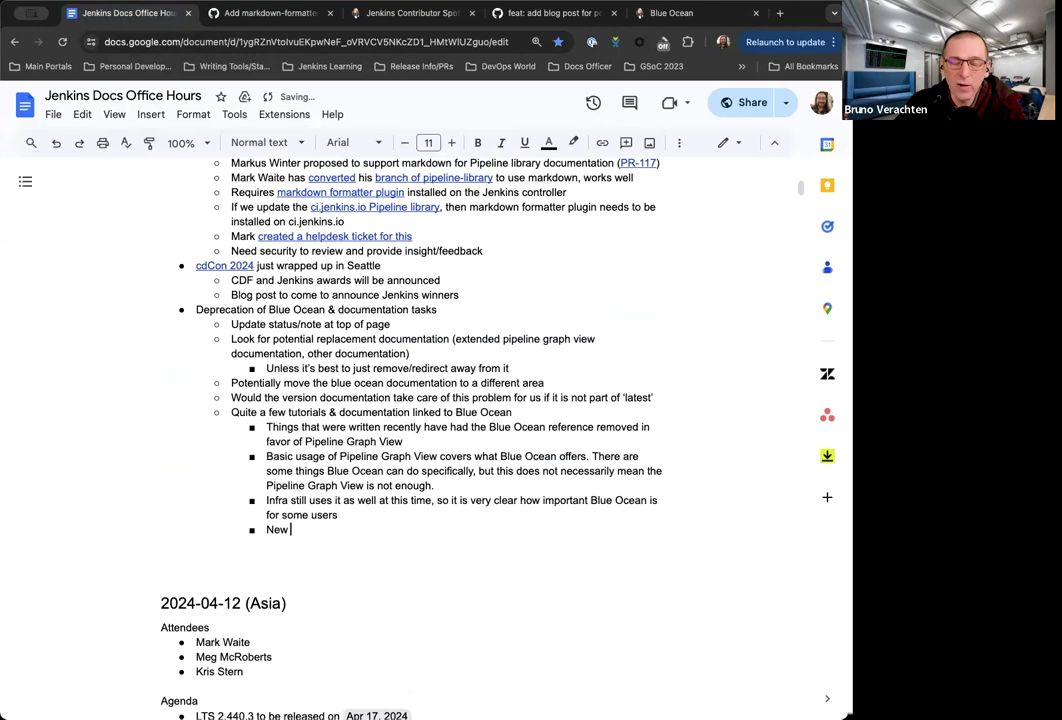 Jenkins Docs Office Hours
Add markdown-formatte
Jenkins Contributor Spo
feat: add blog post for pc
Blue Ocean
docs.google.com/document/d/1ygRZnVtoIvuEKpwNeF_oVRVCV5NKcZD1_HMtWIUZguo/edit
Off
Relaunch to update
Main Portals
Personal Develop...
Writing Tools/Sta...
Jenkins Learning
Release Info/PRs
DevOps World
Docs Officer
GSoC 2023
All Bookmarks
Bruno Verachten
Jenkins Docs Office Hours
Saving...
File Edit View Insert Format Tools Extensions Help
Share
100% Normal text Arial 11 B I U A
Markus Winter proposed to support markdown for Pipeline library documentation (PR-117)
Mark Waite has converted his branch of pipeline-library to use markdown, works well
Requires markdown formatter plugin installed on the Jenkins controller
If we update the ci.jenkins.io Pipeline library, then markdown formatter plugin needs to be
installed on ci.jenkins.io
Mark created a helpdesk ticket for this
Need security to review and provide insight/feedback
cdCon 2024 just wrapped up in Seattle
CDF and Jenkins awards will be announced
Blog post to come to announce Jenkins winners
Deprecation of Blue Ocean & documentation tasks
Update status/note at top of page
Look for potential replacement documentation (extended pipeline graph view
documentation, other documentation)
Unless it's best to just remove/redirect away from it
Potentially move the blue ocean documentation to a different area
Would the version documentation take care of this problem for us if it is not part of 'latest'
Quite a few tutorials & documentation linked to Blue Ocean
Things that were written recently have had the Blue Ocean reference removed in
favor of Pipeline Graph View
Basic usage of Pipeline Graph View covers what Blue Ocean offers. There are
some things Blue Ocean can do specifically, but this does not necessarily mean the
Pipeline Graph View is not enough.
Infra still uses it as well at this time, so it is very clear how important Blue Ocean is
for some users
New
2024-04-12 (Asia)
Attendees
Mark Waite
Meg McRoberts
Kris Stern
Agenda
LTS 2.440.3 to be released on Apr 17, 2024